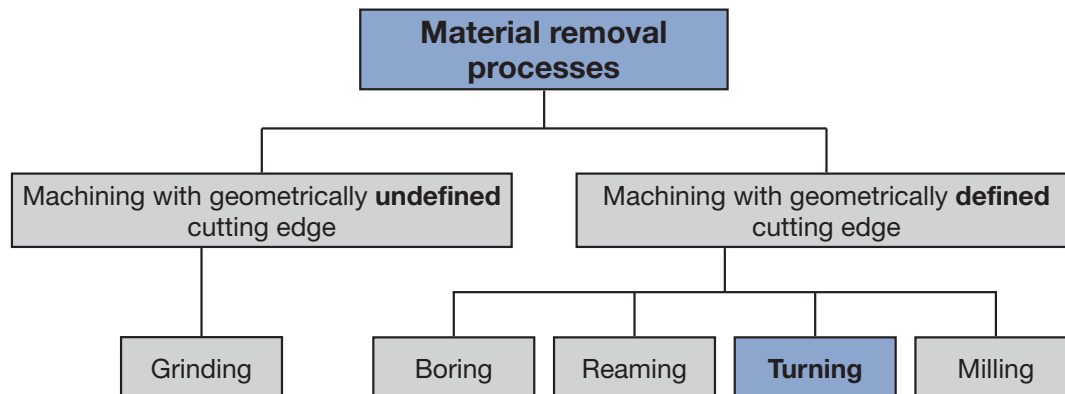 Material removal
processes
Machining with geometrically undefined
cutting edge
Machining with geometrically defined
cutting edge
Grinding
Boring
Reaming
Turning
Milling